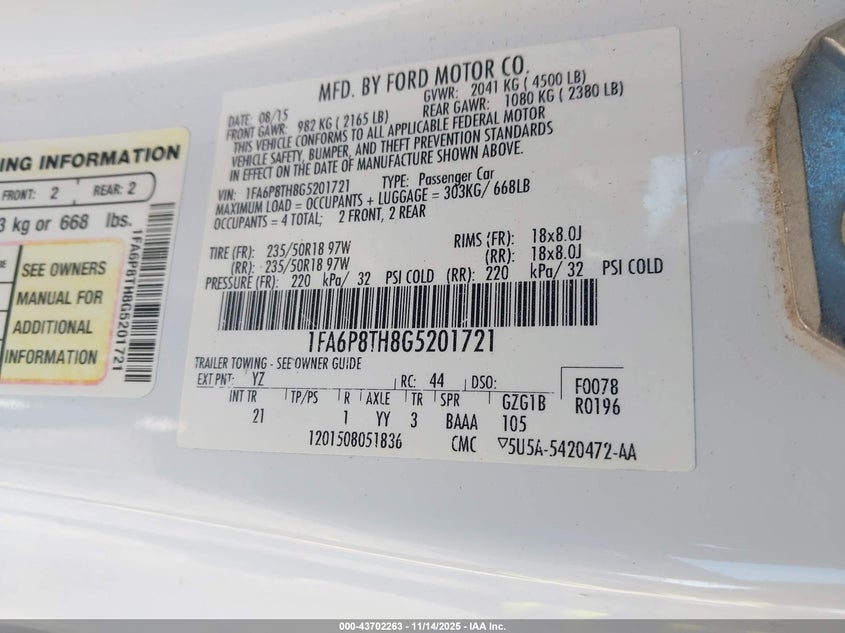 MFD. BY FORD MOTOR CO.
DATE: 08/15 GVWR: 2041 KG ( 4500 LB)
FRONT GAWR: 982 KG ( 2165 LB) REAR GAWR: 1080 KG ( 2380 LB)
THIS VEHICLE CONFORMS TO ALL APPLICABLE FEDERAL MOTOR
VEHICLE SAFETY, BUMPER, AND THEFT PREVENTION STANDARDS
IN EFFECT ON THE DATE OF MANUFACTURE SHOWN ABOVE.
VIN: 1FA6P8TH8G5201721 TYPE: Passenger Car
MAXIMUM LOAD = OCCUPANTS + LUGGAGE = 303KG/ 668LB
OCCUPANTS = 4 TOTAL; 2 FRONT, 2 REAR
TIRE (FR): 235/50R18 97W RIMS (FR): 18x8.0J
(RR): 235/50R18 97W (RR): 18x8.0J
PRESSURE (FR): 220 kPa/ 32 PSI COLD (RR): 220 kPa/ 32 PSI COLD
1FA6P8TH8G5201721
TRAILER TOWING - SEE OWNER GUIDE
EXT PNT: YZ RC: 44 DSO: F0078
INT TR TP/PS R AXLE TR SPR GZG1B R0196
21 1 YY 3 BAAA 105
1201508051836 CMC 5U5A-5420472-AA
ING INFORMATION
FRONT: 2 REAR: 2
3 kg or 668 lbs.
SEE OWNERS
MANUAL FOR
ADDITIONAL
INFORMATION
1FA6P8TH8G5201721
000-43702263 - 11/14/2025 - IAA Inc.